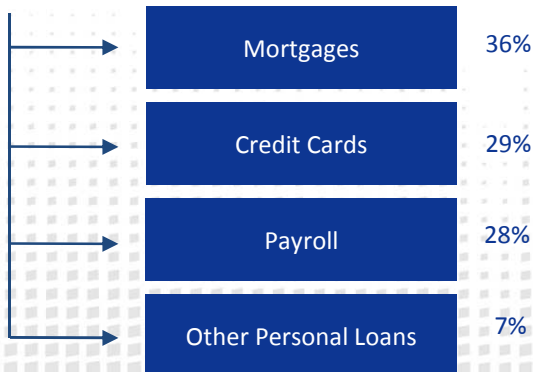 Mortgages 36%
Credit Cards 29%
Payroll 28%
Other Personal Loans 7%